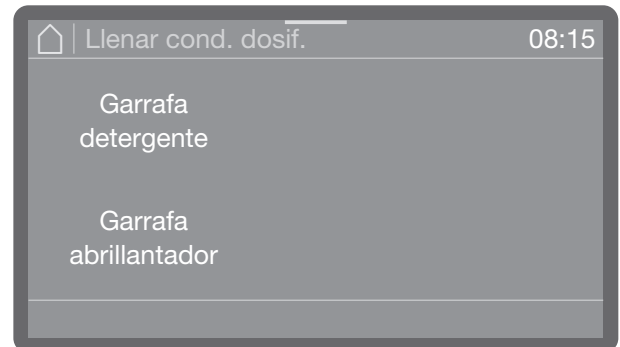 Llenar cond. dosif. 08:15
Garrafa
detergente
Garrafa
abrillantador